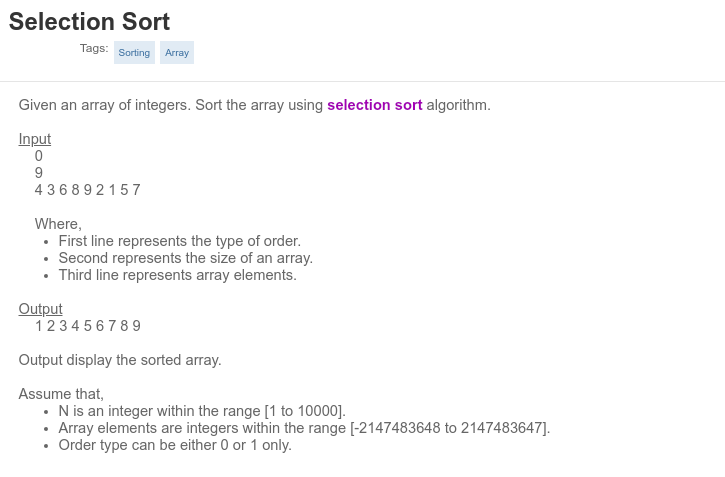 Selection Sort
Tags: Sorting Array
Given an array of integers. Sort the array using selection sort algorithm.
Input
0
9
4 3 6 8 9 2 1 5 7
Where,
• First line represents the type of order.
• Second represents the size of an array.
• Third line represents array elements.
Output
1 2 3 4 5 6 7 8 9
Output display the sorted array.
Assume that,
• N is an integer within the range [1 to 10000].
• Array elements are integers within the range [-2147483648 to 2147483647].
• Order type can be either 0 or 1 only.